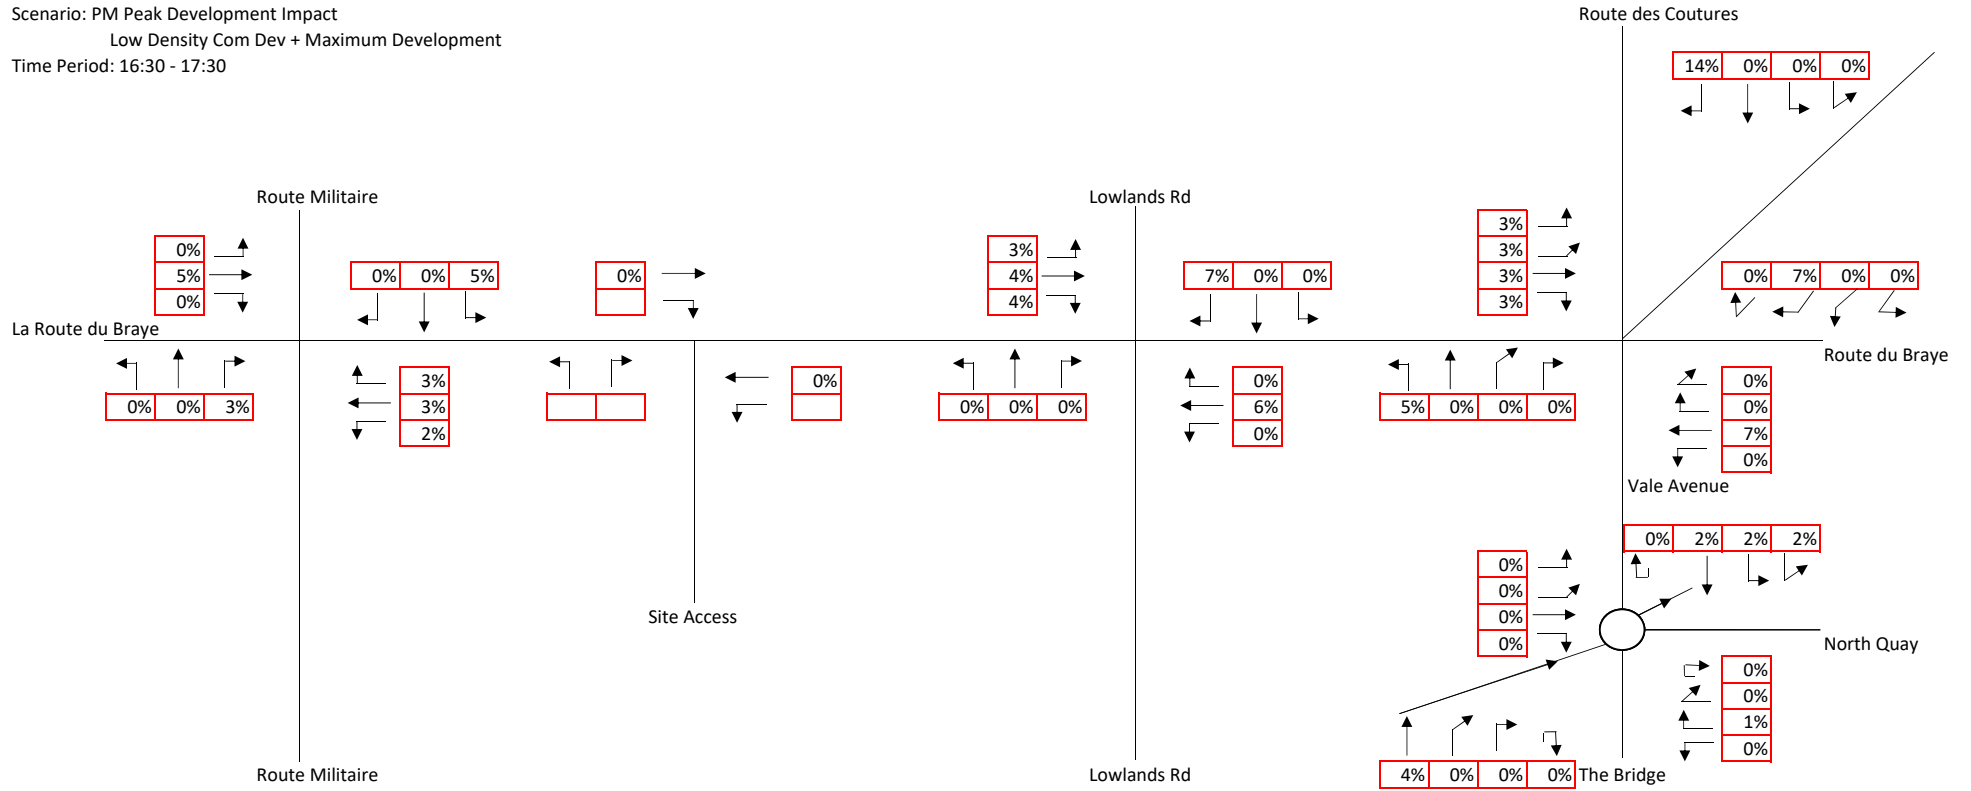 Scenario: PM Peak Development Impact
Low Density Com Dev + Maximum Development
Time Period: 16:30 - 17:30
Route des Coutures
14% 0% 0% 0%
Route Militaire
Lowlands Rd
0%
5%
0%
0% 0% 5%
0%
3%
4%
4%
7% 0% 0%
3%
3%
3%
3%
0% 7% 0% 0%
La Route du Braye
Route du Braye
0% 0% 3%
3%
3%
2%
0%
0% 0% 0%
0%
6%
0%
5% 0% 0% 0%
0%
0%
7%
0%
Vale Avenue
0% 2% 2% 2%
0%
0%
0%
0%
Site Access
North Quay
0%
0%
1%
0%
4% 0% 0% 0%
Route Militaire
Lowlands Rd
The Bridge